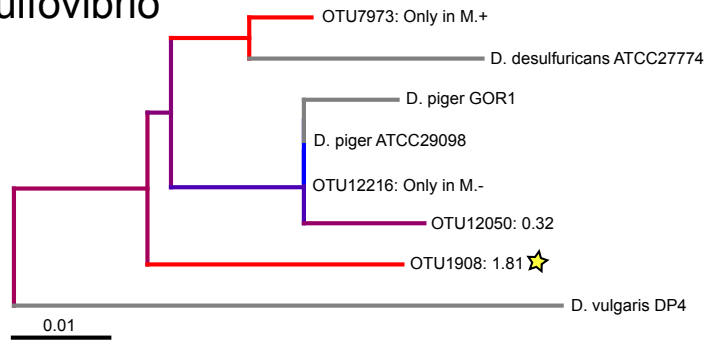 OTU7973: Only in M.+
D. desulfuricans ATCC27774
D. piger GOR1
D. piger ATCC29098
OTU12216: Only in M.-
OTU12050: 0.32
OTU1908: 1.81
D. vulgaris DP4
0.01